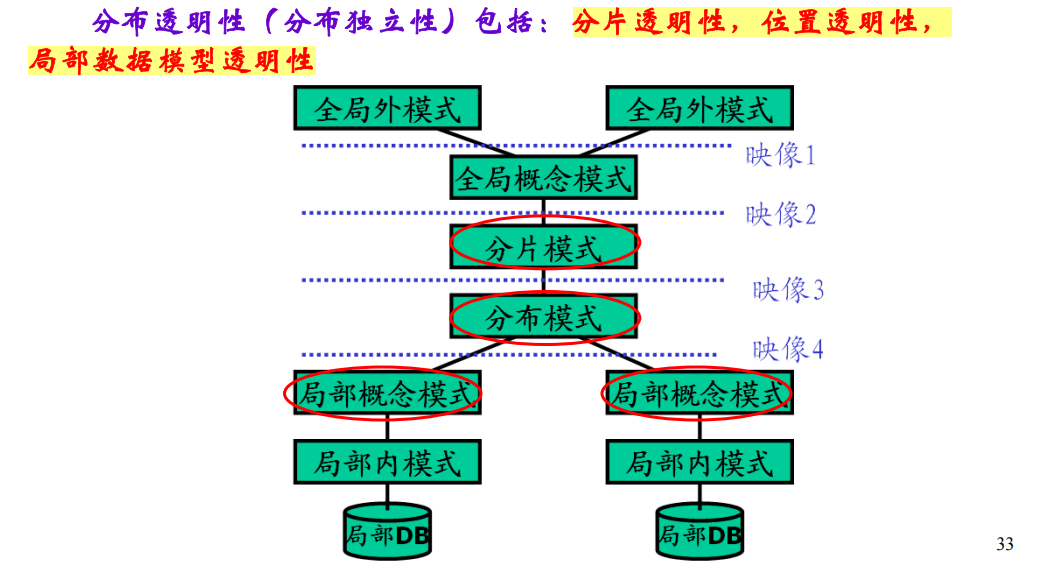 分布透明性（分布独立性）包括：分片透明性，位置透明性，
局部数据模型透明性
全局外模式 全局外模式
映像1
全局概念模式
映像2
分片模式
映像3
分布模式
映像4
局部概念模式 局部概念模式
局部内模式 局部内模式
局部DB 局部DB
33